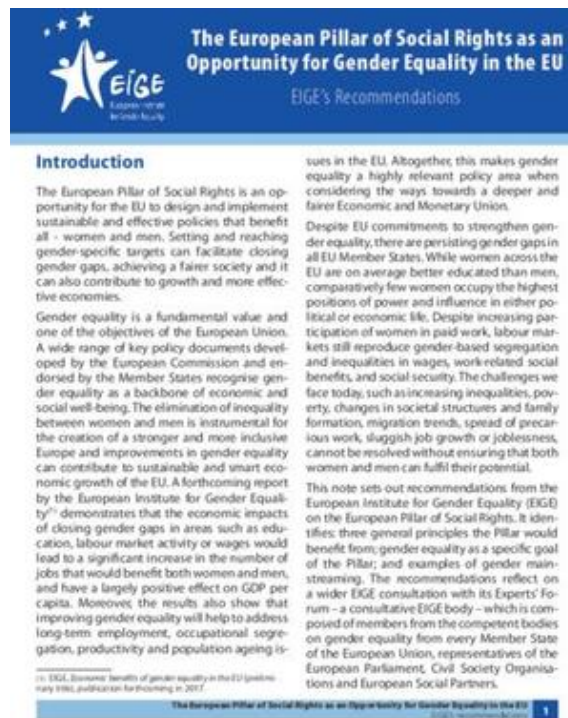 The European Pillar of Social Rights as an
Opportunity for Gender Equality in the EU
EIGE's Recommendations
EIGE
European Institute
for Gender Equality
Introduction
The European Pillar of Social Rights is an op-
portunity for the EU to design and implement
sustainable and effective policies that benefit
all - women and men. Setting and reaching
gender-specific targets can facilitate closing
gender gaps, achieving a fairer society and it
can also contribute to growth and more effec-
tive economies.
Gender equality is a fundamental value and
one of the objectives of the European Union.
A wide range of key policy documents devel-
oped by the European Commission and en-
dorsed by the Member States recognise gen-
der equality as a backbone of economic and
social well-being. The elimination of inequality
between women and men is instrumental for
the creation of a stronger and more inclusive
Europe and improvements in gender equality
can contribute to sustainable and smart eco-
nomic growth of the EU. A forthcoming report
by the European Institute for Gender Equali-
ty⁽¹⁾ demonstrates that the economic impacts
of closing gender gaps in areas such as edu-
cation, labour market activity or wages would
lead to a significant increase in the number of
jobs that would benefit both women and men,
and have a largely positive effect on GDP per
capita. Moreover, the results also show that
improving gender equality will help to address
long-term employment, occupational segre-
gation, productivity and population ageing is-
(1) EIGE, Economic benefits of gender equality in the EU (prelimi-
nary title), publication forthcoming in 2017.
sues in the EU. Altogether, this makes gender
equality a highly relevant policy area when
considering the ways towards a deeper and
fairer Economic and Monetary Union.
Despite EU commitments to strengthen gen-
der equality, there are persisting gender gaps in
all EU Member States. While women across the
EU are on average better educated than men,
comparatively few women occupy the highest
positions of power and influence in either po-
litical or economic life. Despite increasing par-
ticipation of women in paid work, labour mar-
kets still reproduce gender-based segregation
and inequalities in wages, work-related social
benefits, and social security. The challenges we
face today, such as increasing inequalities, pov-
erty, changes in societal structures and family
formation, migration trends, spread of precar-
ious work, sluggish job growth or joblessness,
cannot be resolved without ensuring that both
women and men can fulfil their potential.
This note sets out recommendations from the
European Institute for Gender Equality (EIGE)
on the European Pillar of Social Rights. It iden-
tifies: three general principles the Pillar would
benefit from; gender equality as a specific goal
of the Pillar; and examples of gender main-
streaming. The recommendations reflect on
a wider EIGE consultation with its Experts' Fo-
rum – a consultative EIGE body – which is com-
posed of members from the competent bodies
on gender equality from every Member State
of the European Union, representatives of the
European Parliament, Civil Society Organisa-
tions and European Social Partners.
The European Pillar of Social Rights as an Opportunity for Gender Equality in the EU
1